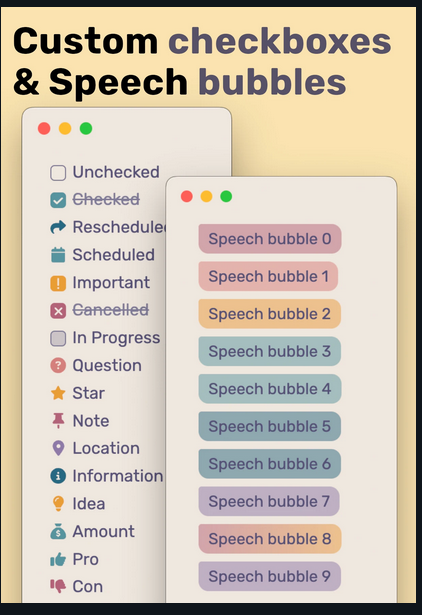 Custom checkboxes
& Speech bubbles
Unchecked
Checked
Rescheduled
Scheduled
Important
Cancelled
In Progress
Question
Star
Note
Location
Information
Idea
Amount
Pro
Con
Speech bubble 0
Speech bubble 1
Speech bubble 2
Speech bubble 3
Speech bubble 4
Speech bubble 5
Speech bubble 6
Speech bubble 7
Speech bubble 8
Speech bubble 9